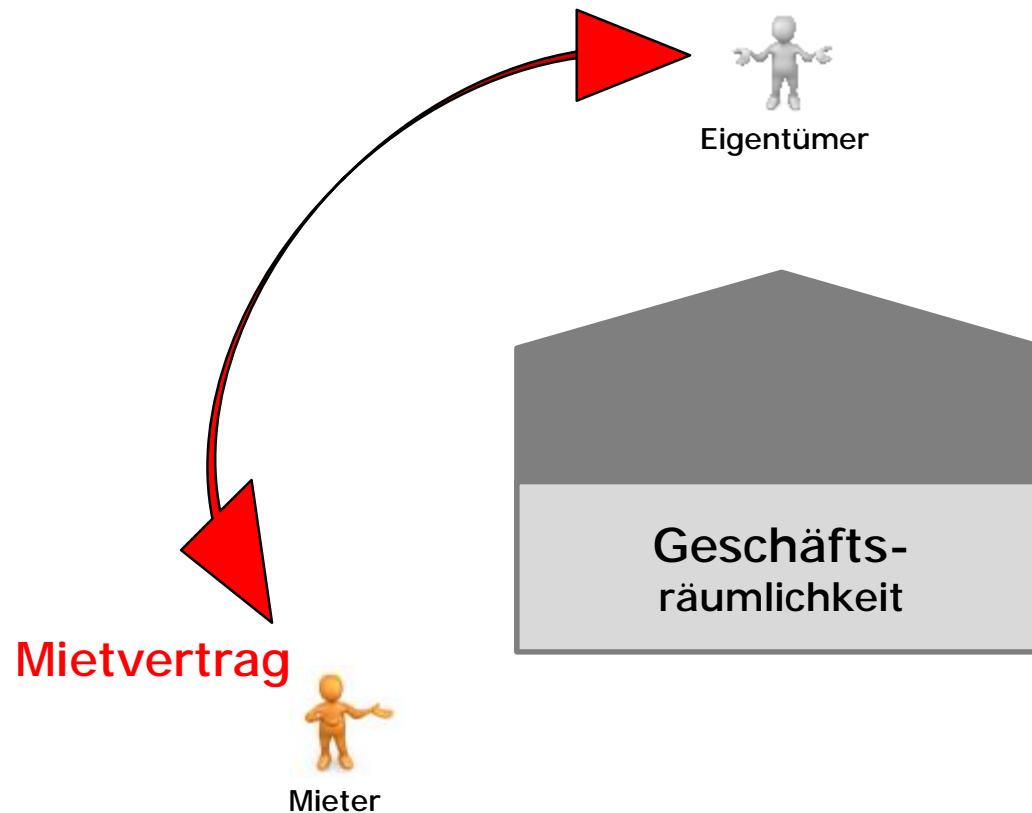 Eigentümer
Geschäfts-
räumlichkeit
Mietvertrag
Mieter